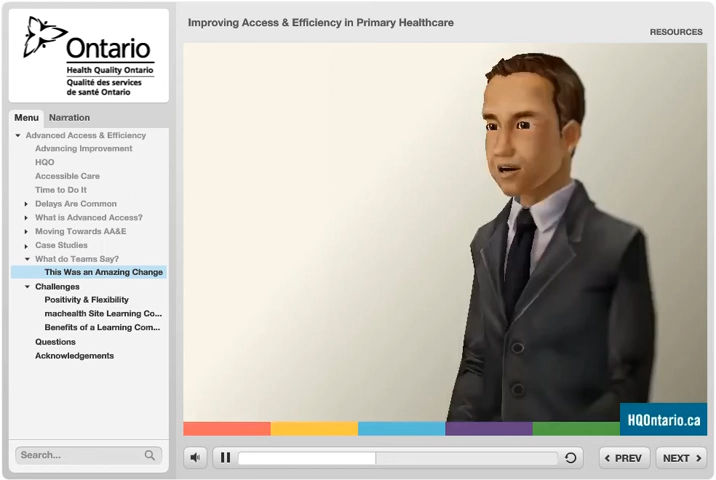 Improving Access & Efficiency in Primary Healthcare
RESOURCES
Ontario
Health Quality Ontario
Qualité des services
de santé Ontario
Menu
Narration
Advanced Access & Efficiency
Advancing Improvement
HQO
Accessible Care
Time to Do It
Delays Are Common
What is Advanced Access?
Moving Towards AA&E
Case Studies
What do Teams Say?
This Was an Amazing Change
Challenges
Positivity & Flexibility
machealth Site Learning Co...
Benefits of a Learning Com...
Questions
Acknowledgements
HQOntario.ca
Search...
PREV
NEXT